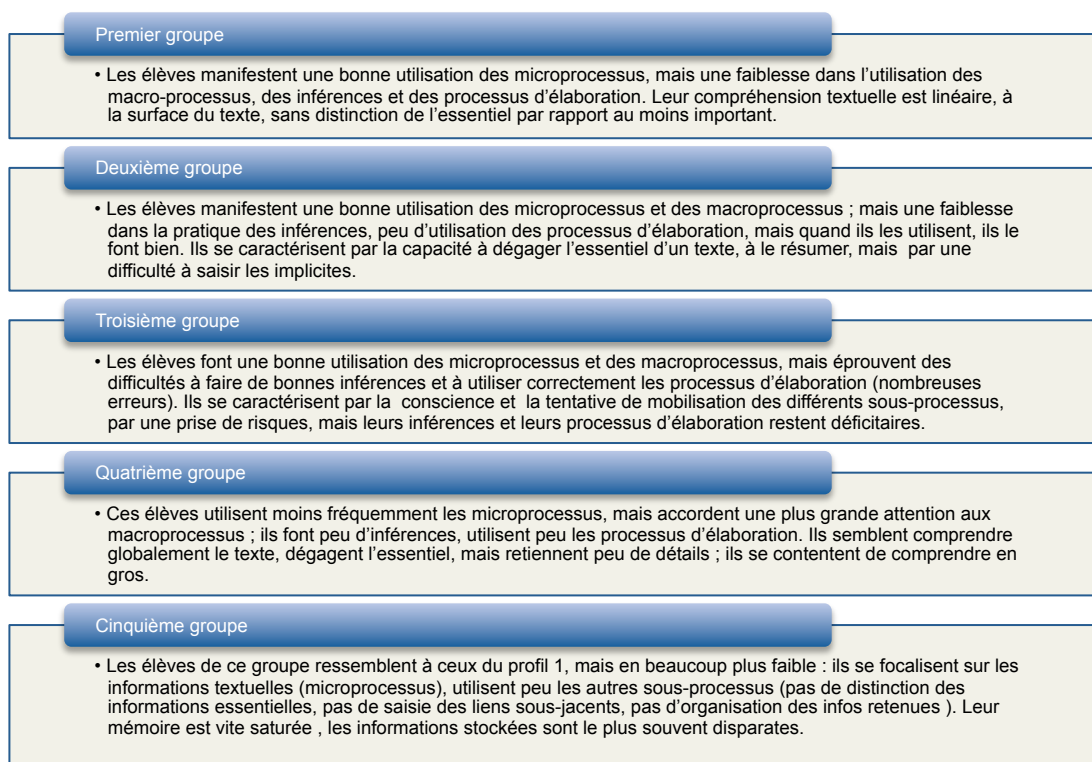 Premier groupe
• Les élèves manifestent une bonne utilisation des microprocessus, mais une faiblesse dans l’utilisation des
macro-processus, des inférences et des processus d’élaboration. Leur compréhension textuelle est linéaire, à
la surface du texte, sans distinction de l’essentiel par rapport au moins important.
Deuxième groupe
• Les élèves manifestent une bonne utilisation des microprocessus et des macroprocessus ; mais une faiblesse
dans la pratique des inférences, peu d’utilisation des processus d’élaboration, mais quand ils les utilisent, ils le
font bien. Ils se caractérisent par la capacité à dégager l’essentiel d’un texte, à le résumer, mais par une
difficulté à saisir les implicites.
Troisième groupe
• Les élèves font une bonne utilisation des microprocessus et des macroprocessus, mais éprouvent des
difficultés à faire de bonnes inférences et à utiliser correctement les processus d’élaboration (nombreuses
erreurs). Ils se caractérisent par la conscience et la tentative de mobilisation des différents sous-processus,
par une prise de risques, mais leurs inférences et leurs processus d’élaboration restent déficitaires.
Quatrième groupe
• Ces élèves utilisent moins fréquemment les microprocessus, mais accordent une plus grande attention aux
macroprocessus ; ils font peu d’inférences, utilisent peu les processus d’élaboration. Ils semblent comprendre
globalement le texte, dégagent l’essentiel, mais retiennent peu de détails ; ils se contentent de comprendre en
gros.
Cinquième groupe
• Les élèves de ce groupe ressemblent à ceux du profil 1, mais en beaucoup plus faible : ils se focalisent sur les
informations textuelles (microprocessus), utilisent peu les autres sous-processus (pas de distinction des
informations essentielles, pas de saisie des liens sous-jacents, pas d’organisation des infos retenues ). Leur
mémoire est vite saturée , les informations stockées sont le plus souvent disparates.